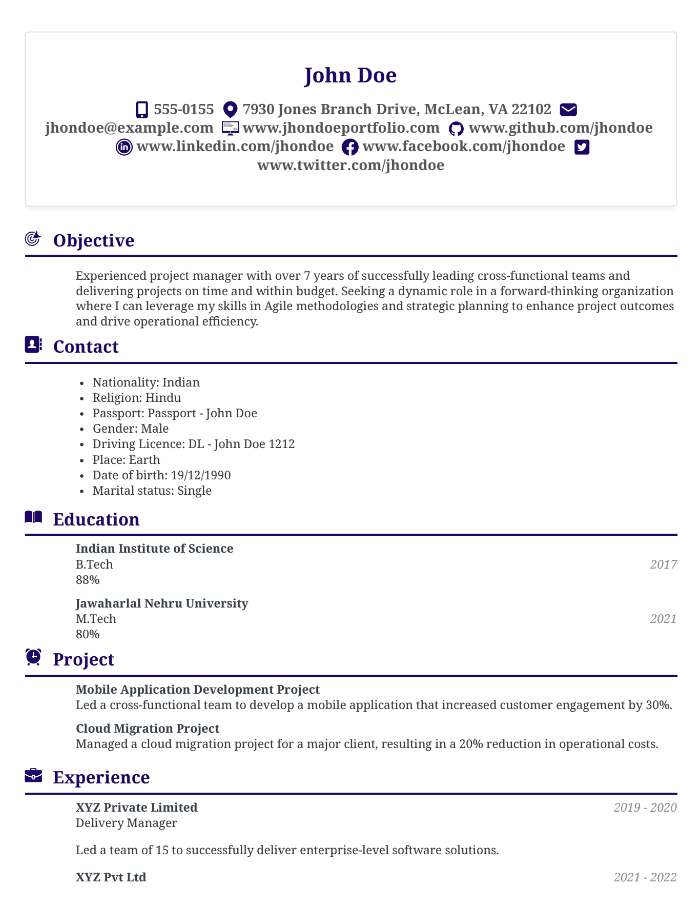 John Doe
555-0155 7930 Jones Branch Drive, McLean, VA 22102
jhondoe@example.com www.jhondoeportfolio.com www.github.com/jhondoe
www.linkedin.com/jhondoe www.facebook.com/jhondoe
www.twitter.com/jhondoe
Objective
Experienced project manager with over 7 years of successfully leading cross-functional teams and
delivering projects on time and within budget. Seeking a dynamic role in a forward-thinking organization
where I can leverage my skills in Agile methodologies and strategic planning to enhance project outcomes
and drive operational efficiency.
Contact
• Nationality: Indian
• Religion: Hindu
• Passport: Passport - John Doe
• Gender: Male
• Driving Licence: DL - John Doe 1212
• Place: Earth
• Date of birth: 19/12/1990
• Marital status: Single
Education
Indian Institute of Science
B.Tech 2017
88%
Jawaharlal Nehru University
M.Tech 2021
80%
Project
Mobile Application Development Project
Led a cross-functional team to develop a mobile application that increased customer engagement by 30%.
Cloud Migration Project
Managed a cloud migration project for a major client, resulting in a 20% reduction in operational costs.
Experience
XYZ Private Limited 2019 - 2020
Delivery Manager
Led a team of 15 to successfully deliver enterprise-level software solutions.
XYZ Pvt Ltd 2021 - 2022